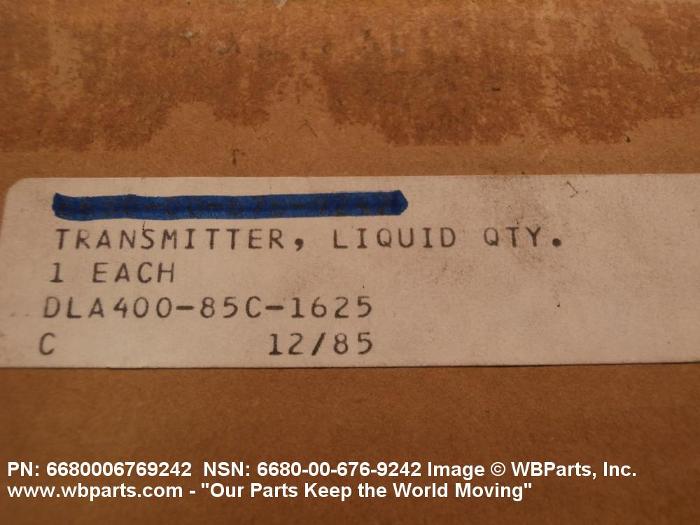 TRANSMITTER, LIQUID QTY.
1 EACH
DLA400-85C-1625
C 12/85
PN: 6680006769242 NSN: 6680-00-676-9242 Image © WBParts, Inc.
www.wbparts.com - "Our Parts Keep the World Moving"